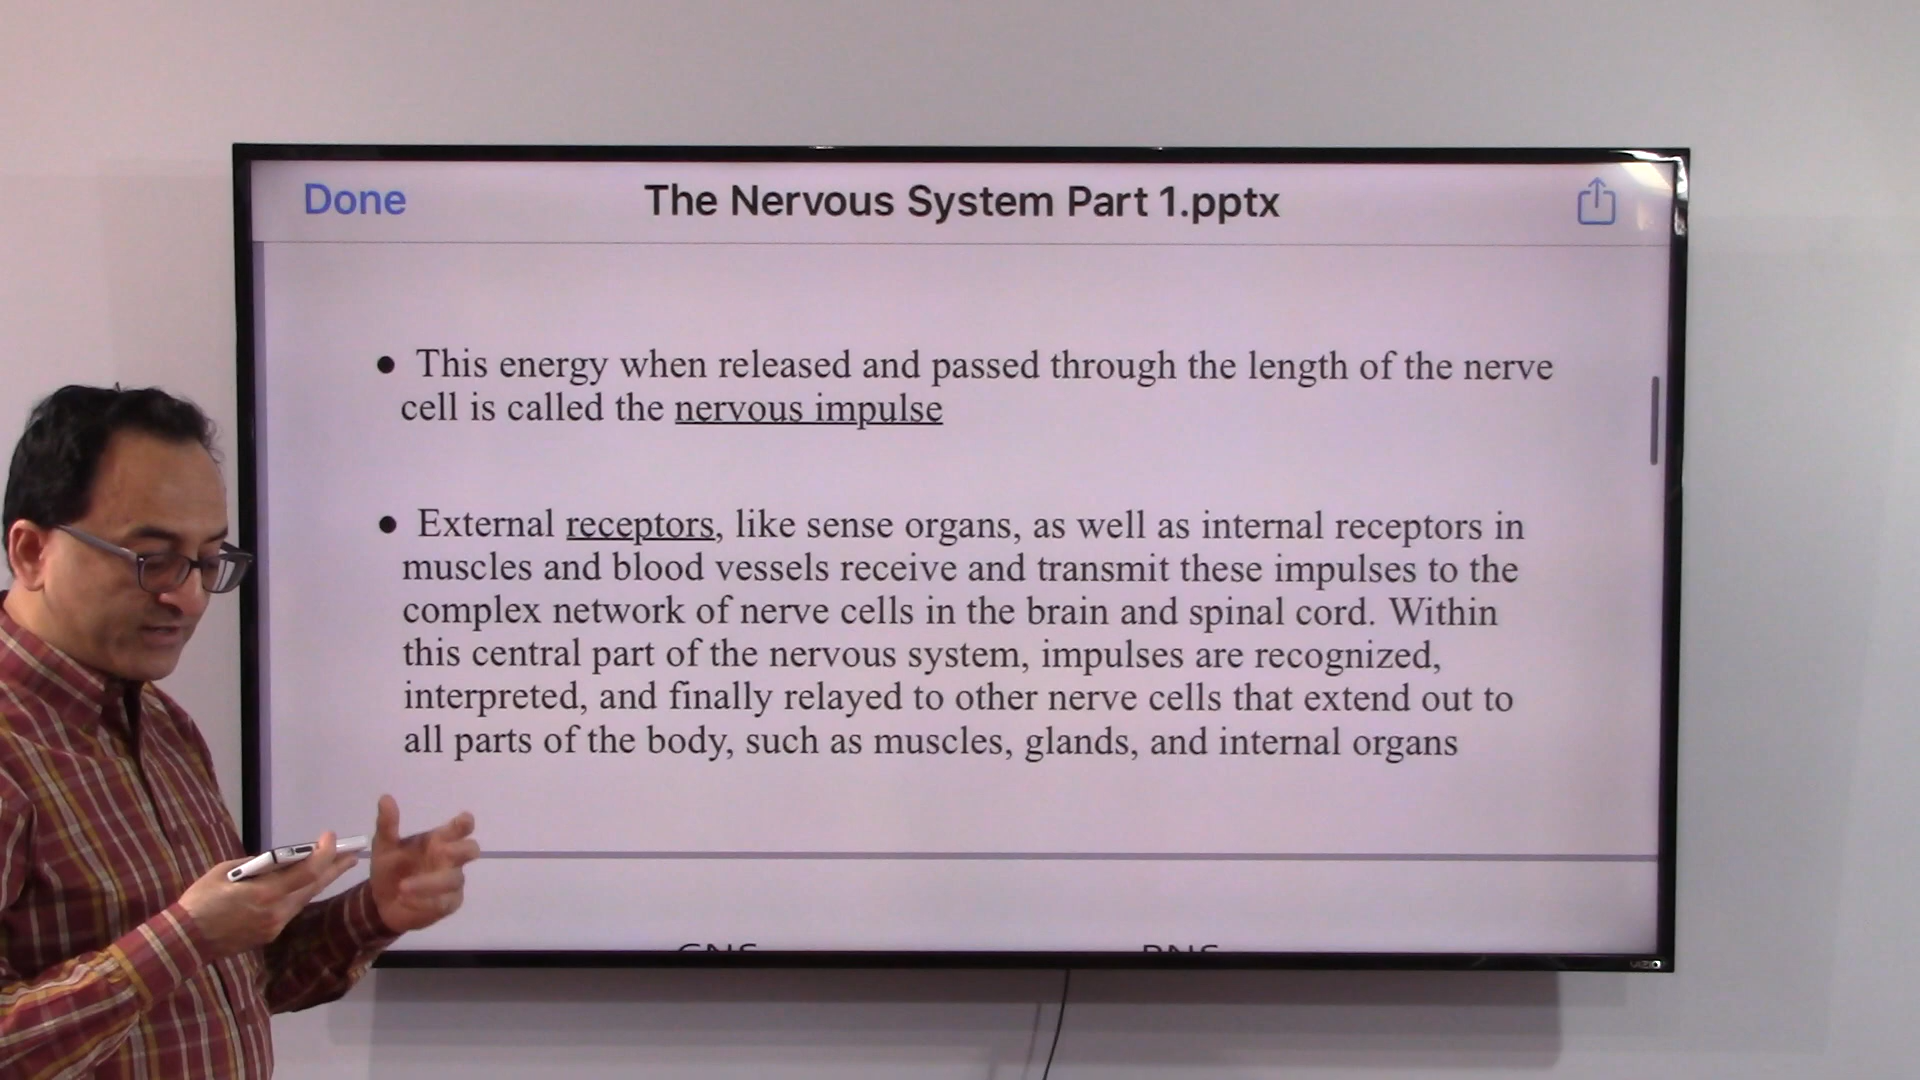 Done
The Nervous System Part 1.pptx
● This energy when released and passed through the length of the nerve
cell is called the nervous impulse
● External receptors, like sense organs, as well as internal receptors in
muscles and blood vessels receive and transmit these impulses to the
complex network of nerve cells in the brain and spinal cord. Within
this central part of the nervous system, impulses are recognized,
interpreted, and finally relayed to other nerve cells that extend out to
all parts of the body, such as muscles, glands, and internal organs
CNS
PNS
VIZIO